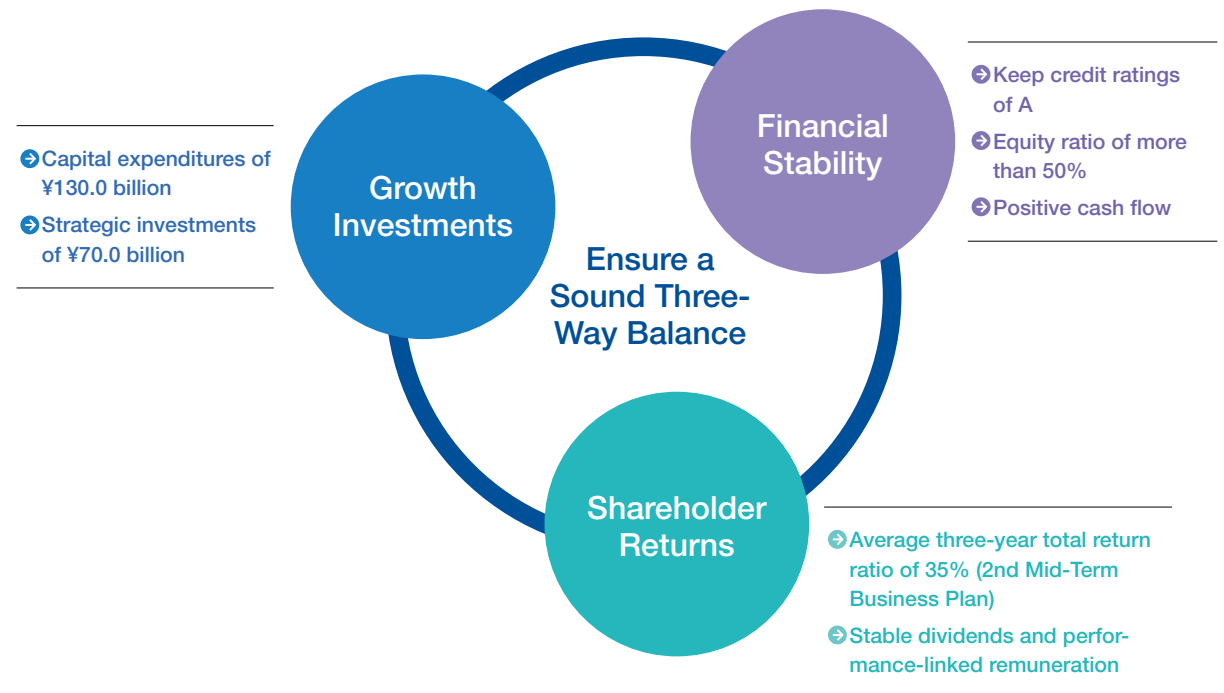 Growth
Investments
Capital expenditures of
¥130.0 billion
Strategic investments
of ¥70.0 billion
Financial
Stability
Keep credit ratings
of A
Equity ratio of more
than 50%
Positive cash flow
Ensure a
Sound Three-
Way Balance
Shareholder
Returns
Average three-year total return
ratio of 35% (2nd Mid-Term
Business Plan)
Stable dividends and perfor-
mance-linked remuneration